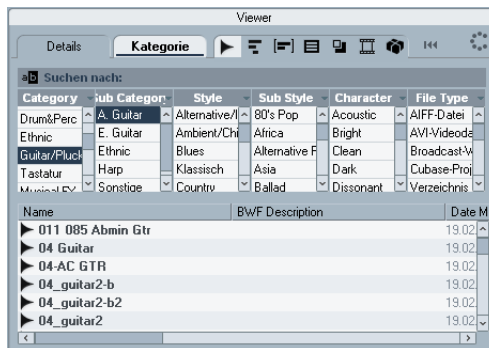 Viewer
Details Kategorie
Suchen nach:
Category Sub Category Style Sub Style Character File Type
Drum&Perc A. Guitar Alternative/I 80's Pop Acoustic AIFF-Datei
Ethnic E. Guitar Ambient/Chi Africa Bright AVI-Videoda
Guitar/Pluck Ethnic Blues Alternative F Clean Broadcast-W
Tastatur Harp Klassisch Asia Dark Cubase-Proj
Musical FX Sonstige Country Ballad Dissonant Verzeichnis
Name BWF Description Date M
011 085 Abmin Gtr 19.02
04 Guitar 19.02
04-AC GTR 19.02
04_guitar2-b 19.02
04_guitar2-b2 19.02
04_guitar2 19.02